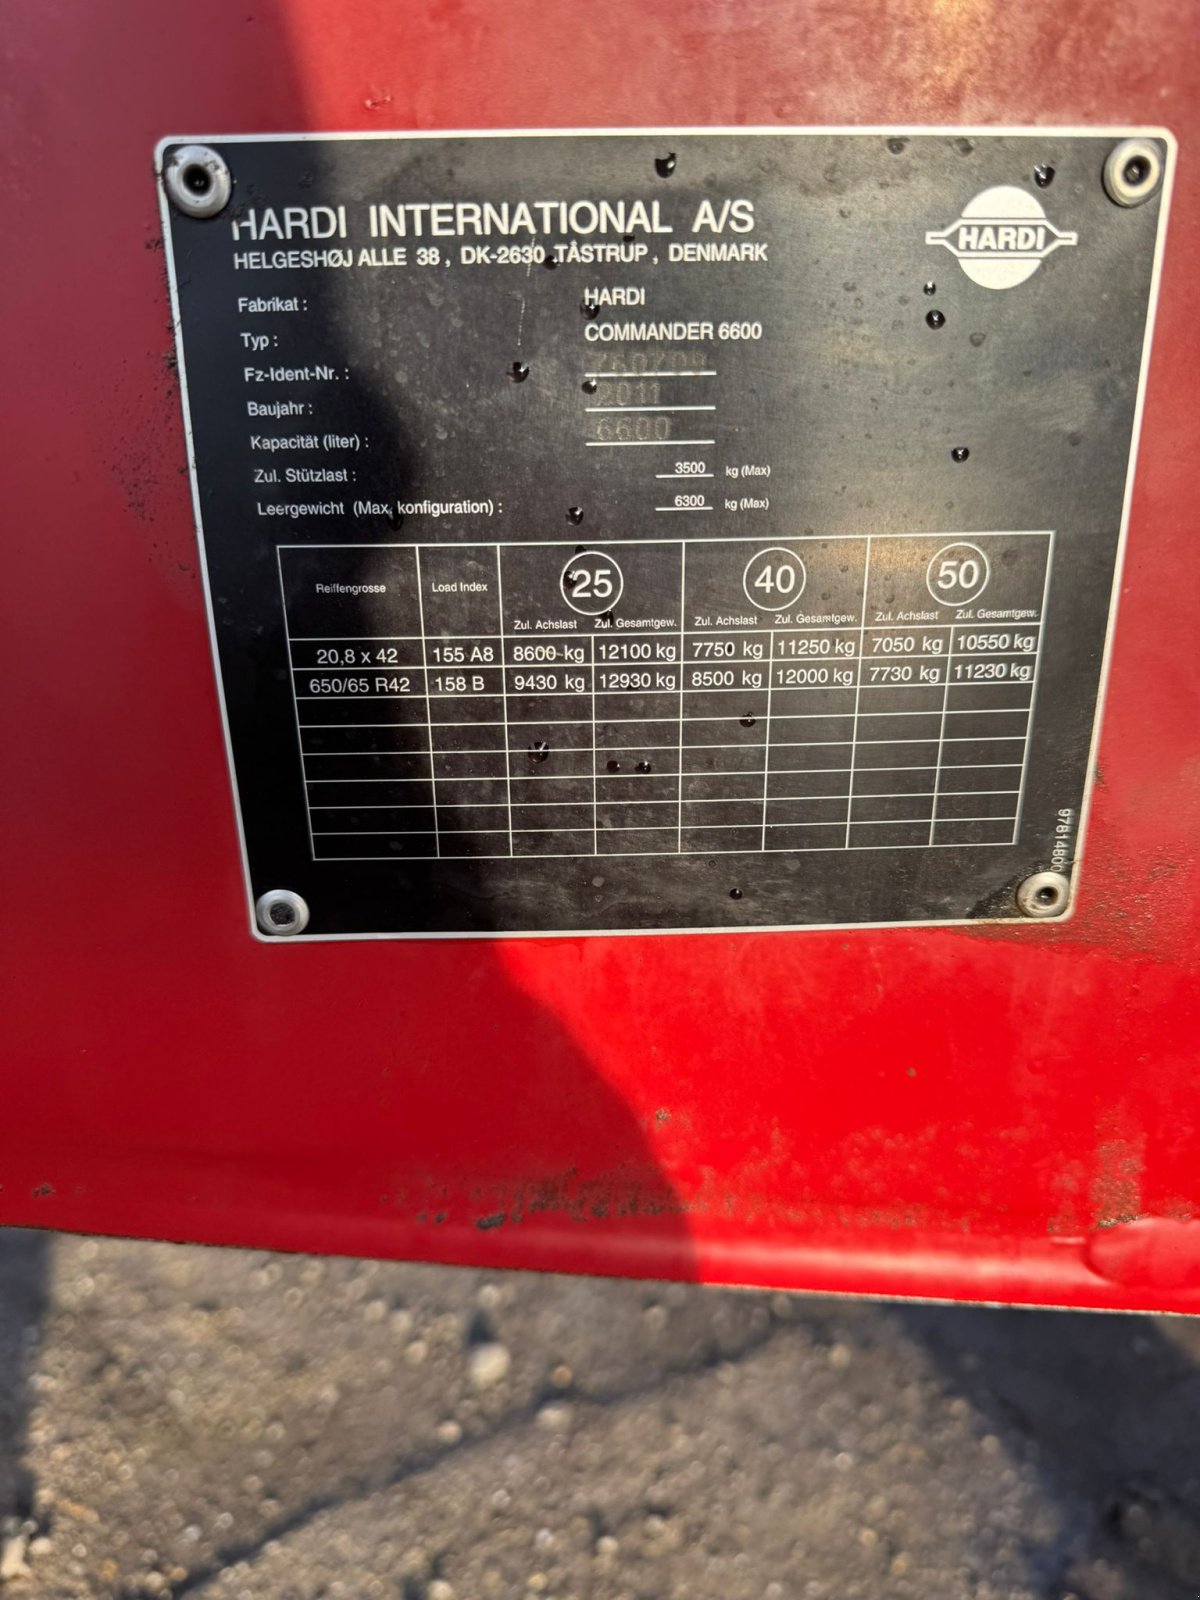 HARDI INTERNATIONAL A/S
HELGESHØJ ALLE 38, DK-2630 TÅSTRUP, DENMARK
HARDI
Fabrikat: HARDI
Typ: COMMANDER 6600
Fz-Ident-Nr.:
Baujahr: 2011
Kapacität (liter): 6600
Zul. Stützlast: 3500 kg (Max)
Leergewicht (Max. konfiguration): 6300 kg (Max)
Reiffengrosse Load Index 25 40 50
Zul. Achslast Zul. Gesamtgew. Zul. Achslast Zul. Gesamtgew. Zul. Achslast Zul. Gesamtgew.
20,8 x 42 155 A8 8600 kg 12100 kg 7750 kg 11250 kg 7050 kg 10550 kg
650/65 R42 158 B 9430 kg 12930 kg 8500 kg 12000 kg 7730 kg 11230 kg
97814800